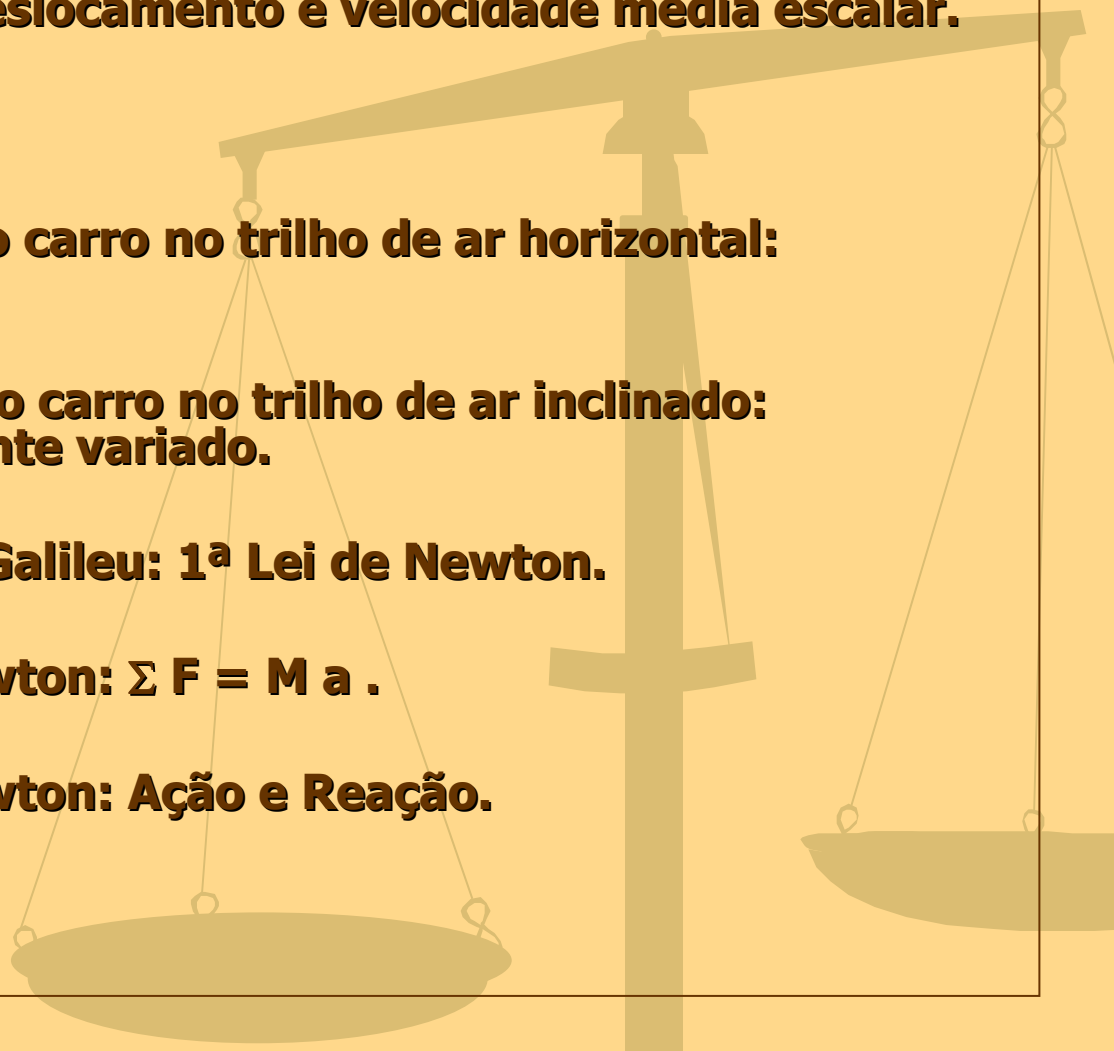 eslocamento e velocidade média escalar.
o carro no trilho de ar horizontal:
o carro no trilho de ar inclinado:
nte variado.
Galileu: 1ª Lei de Newton.
wton: Σ F = M a .
wton: Ação e Reação.